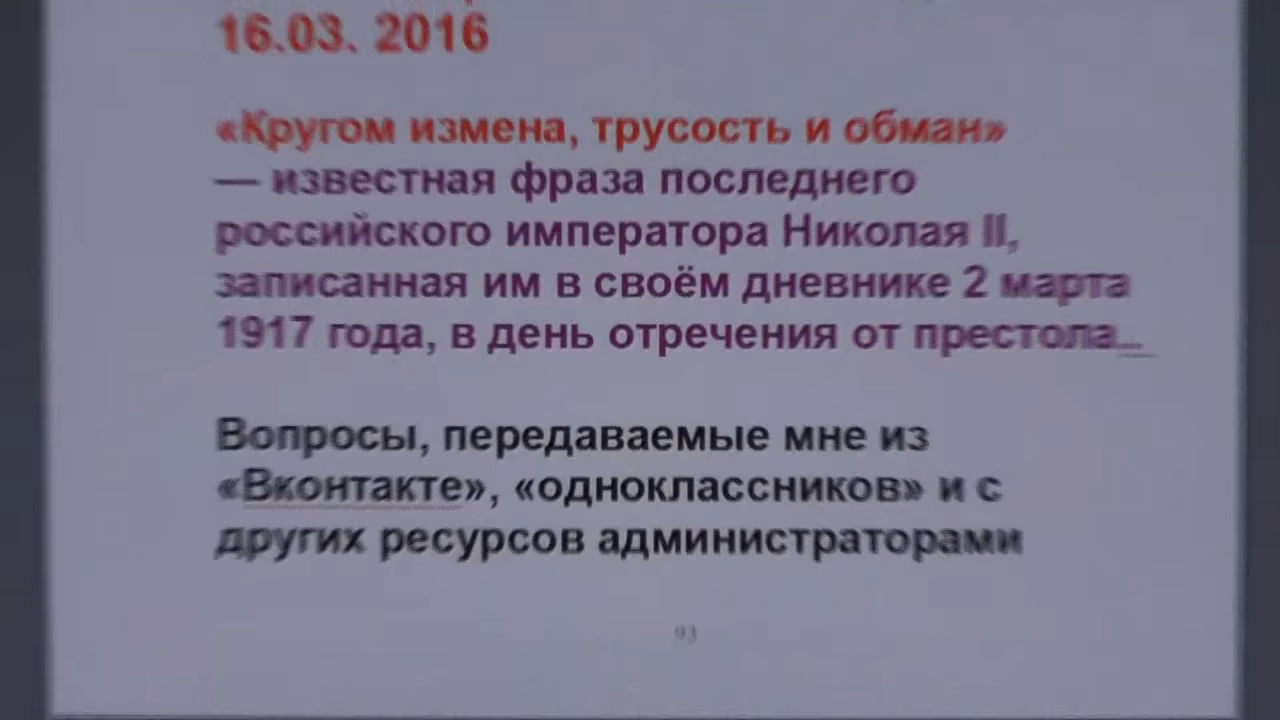 16.03. 2016
«Кругом измена, трусость и обман»
— известная фраза последнего
российского императора Николая II,
записанная им в своём дневнике 2 марта
1917 года, в день отречения от престола...
Вопросы, передаваемые мне из
«Вконтакте», «одноклассников» и с
других ресурсов администраторами
93